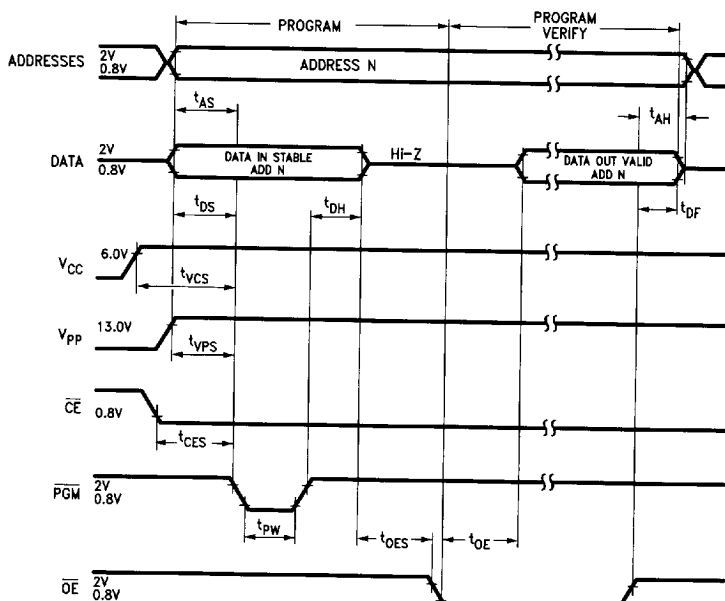 PROGRAM
PROGRAM
VERIFY
ADDRESSES
2V
0.8V
ADDRESS N
tAS
tAH
DATA
2V
0.8V
DATA IN STABLE
ADD N
Hi-Z
DATA OUT VALID
ADD N
tDS
tDH
tDF
VCC
6.0V
tVCS
VPP
13.0V
tVPS
CE
0.8V
tCES
PGM
2V
0.8V
tPW
tOES
tOE
OE
2V
0.8V